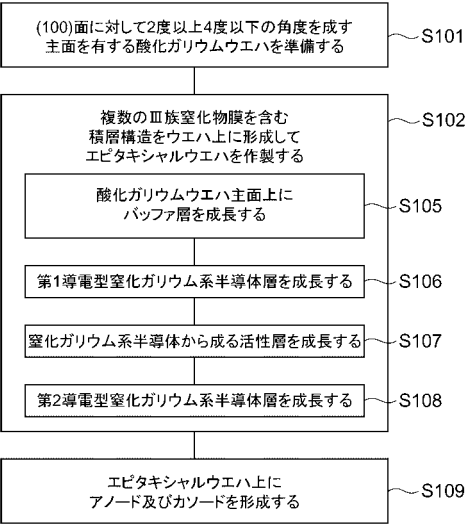 (100)面に対して2度以上4度以下の角度を成す
主面を有する酸化ガリウムウエハを準備する
S101
複数のⅢ族窒化物膜を含む
積層構造をウエハ上に形成して
エピタキシャルウエハを作製する
S102
酸化ガリウムウエハ主面上に
バッファ層を成長する
S105
第1導電型窒化ガリウム系半導体層を成長する
S106
窒化ガリウム系半導体から成る活性層を成長する
S107
第2導電型窒化ガリウム系半導体層を成長する
S108
エピタキシャルウエハ上に
アノード及びカソードを形成する
S109